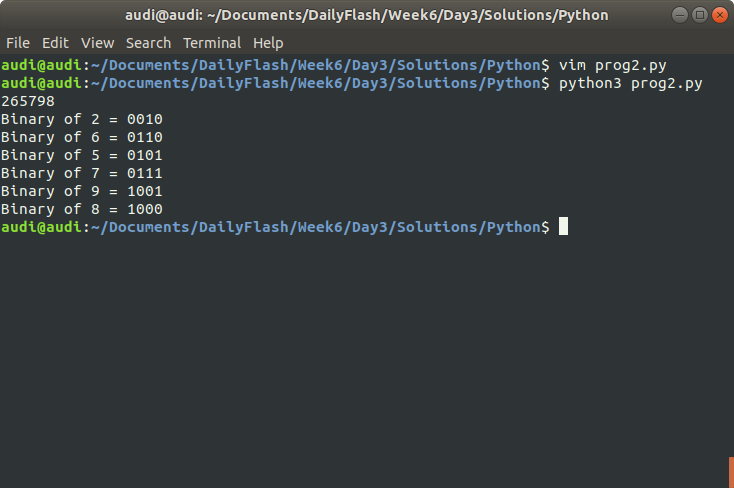 audi@audi: ~/Documents/DailyFlash/Week6/Day3/Solutions/Python
File Edit View Search Terminal Help
audi@audi:~/Documents/DailyFlash/Week6/Day3/Solutions/Python$ vim prog2.py
audi@audi:~/Documents/DailyFlash/Week6/Day3/Solutions/Python$ python3 prog2.py
265798
Binary of 2 = 0010
Binary of 6 = 0110
Binary of 5 = 0101
Binary of 7 = 0111
Binary of 9 = 1001
Binary of 8 = 1000
audi@audi:~/Documents/DailyFlash/Week6/Day3/Solutions/Python$